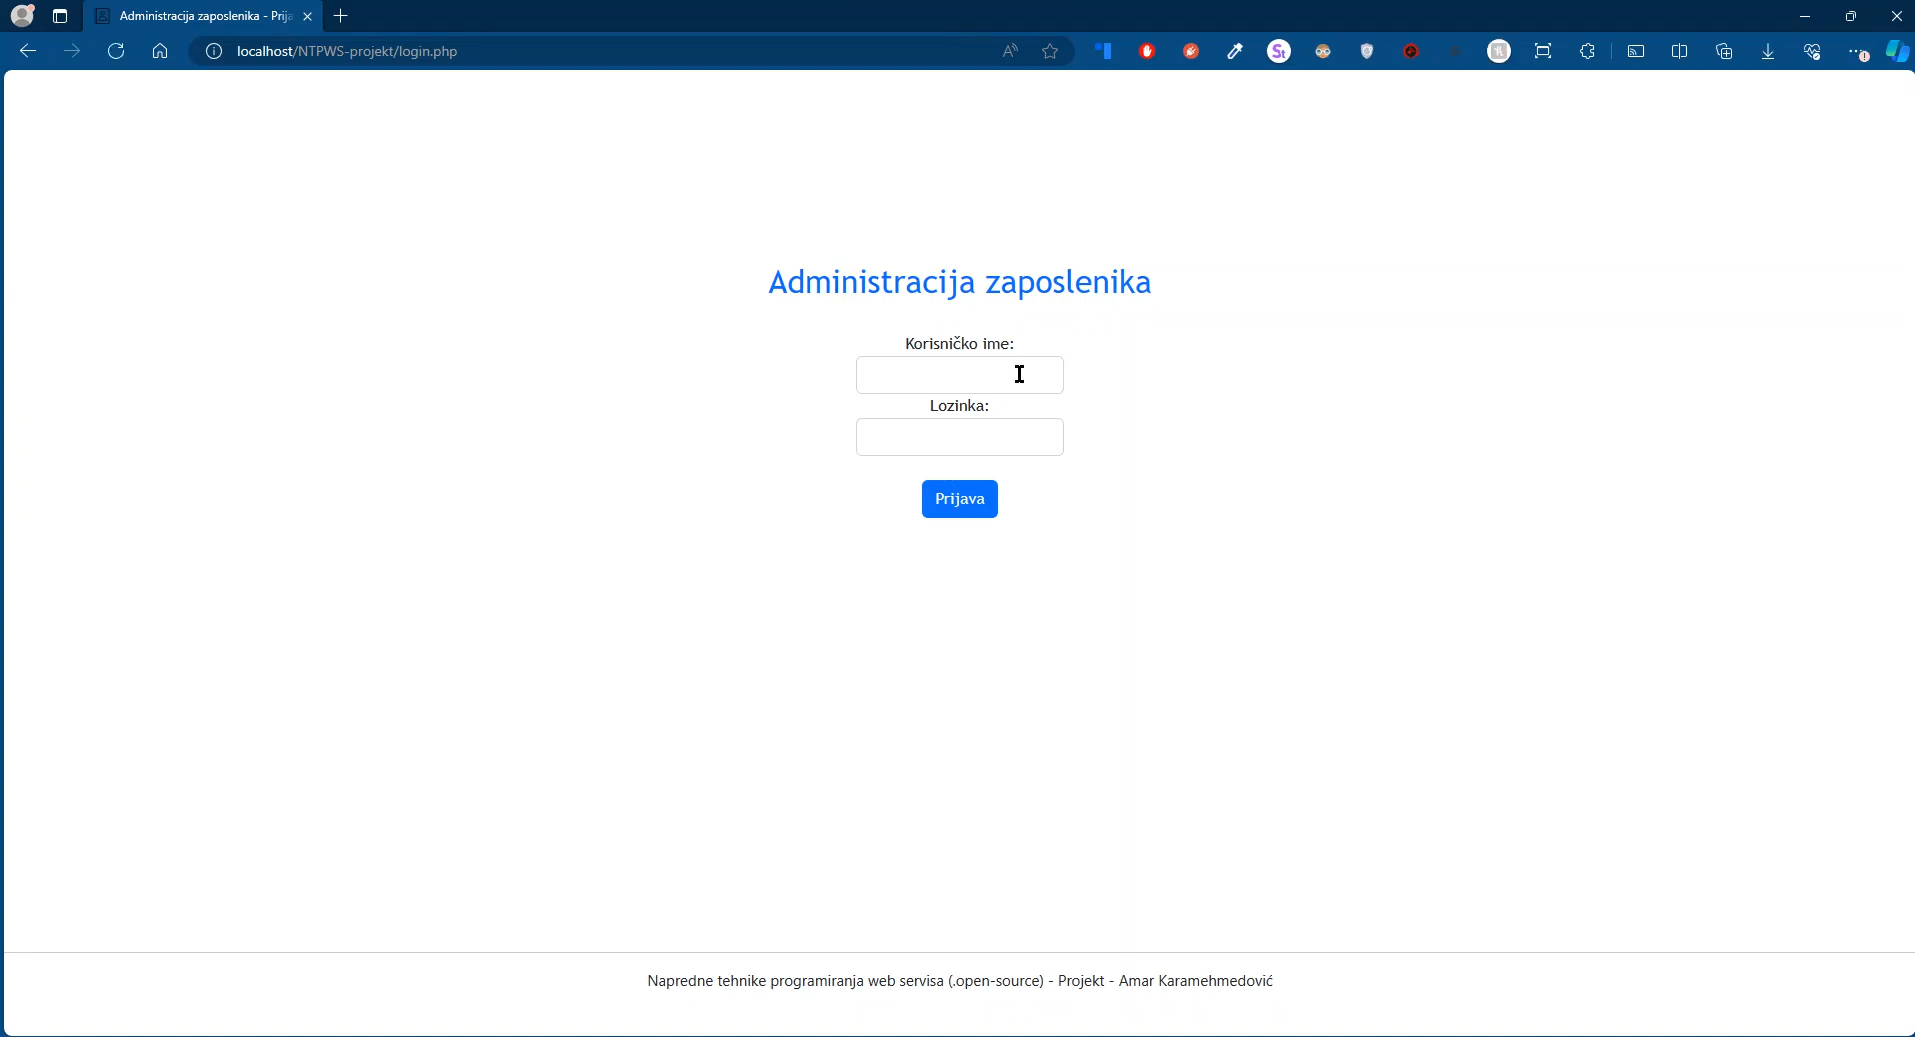 Administracija zaposlenika - Prija
localhost/NTPWS-projekt/login.php
Administracija zaposlenika
Korisničko ime:
Lozinka:
Prijava
Napredne tehnike programiranja web servisa (.open-source) - Projekt - Amar Karamehmedović